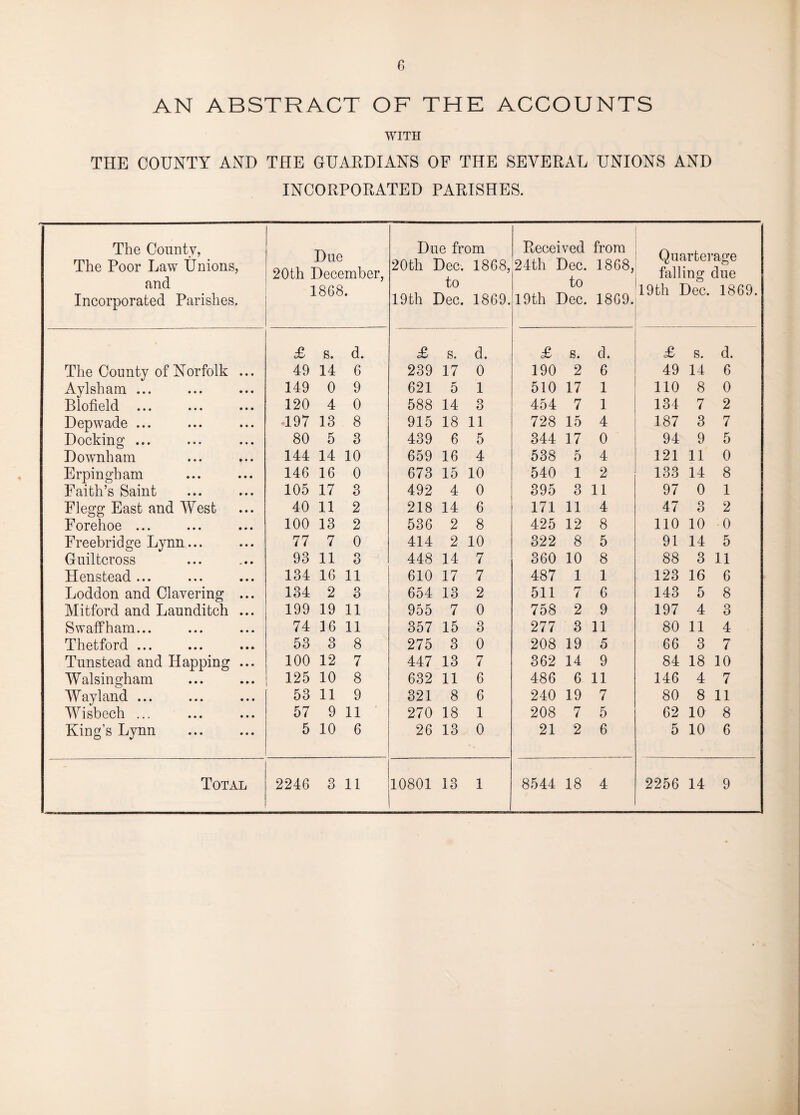 6
AN ABSTRACT OF THE ACCOUNTS
WITH
THE COUNTY AND THE GUARDIANS OF THE SEVERAL UNIONS AND
INCORPORATED PARISHES.
The County, The Poor Law Unions, and Incorporated Parishes. Due 20th December, 1868. Due from 20th Dec. 1868, to 19th Dec. 1869. Received from 24th Dec. 1868, to 19th Dec. 1869. Quarterage falling due 19th Dec. 1869.
£ s. d. £ s. d. £ s. d. £ s. d.
The County of Norfolk ... 49 14 6 239 17 0 190 2 6 49 14 6
Aylsham ... ... ... 149 0 9 621 5 1 510 17 1 110 8 0
Blofield ... ... ... 120 4 0 588 14 3 454 7 1 134 7 2
Depwade ... ... ... 197 13 8 915 18 11 728 15 4 187 3 7
Docking ... ... ... 80 5 3 439 6 5 344 17 0 94 9 5
Downham ... ... 144 14 10 659 16 4 538 5 4 121 11 0
Erpingham ... ... 146 16 0 673 15 10 540 1 2 133 14 8
Faith's Saint ... ... 105 17 3 492 4 0 395 3 11 97 0 1
Flegg East and West ... 40 11 2 218 14 6 171 11 4 47 3 2
Forehoe ... ... ... 100 13 2 536 2 8 425 12 8 110 10 0
Freebridge Lynn... ... 77 7 0 414 2 10 322 8 5 91 14 5
Guiltcross ... ... 93 11 3 448 14 7 360 10 8 88 3 11
Henstead ... ... ... 134 16 11 610 17 7 487 1 1 123 16 6
Loddon and Clavering ... 134 2 3 654 13 2 511 7 6 143 5 8
Mitford and Launditch ... 199 19 11 955 7 0 758 2 9 197 4 3
Swaffham... ... ... 74 16 11 357 15 3 277 3 11 80 11 4
Thetford ... ... ... 53 3 8 275 3 0 208 19 5 66 3 7
Tunstead and Happing ... 100 12 7 447 13 7 362 14 9 84 18 10
Walsingham ... ... 125 10 8 632 11 6 486 6 11 146 4 7
Wayland ... ... ... 53 11 9 321 8 6 240 19 7 80 8 11
Wisbech ... ... ... 57 9 11 270 18 1 208 7 5 62 10 8
King's Lynn ... ... 5 10 6 26 13 0 21 2 6 5 10 6
TOTAL 2246 3 11 10801 13 1 8544 18 4 2256 14 9